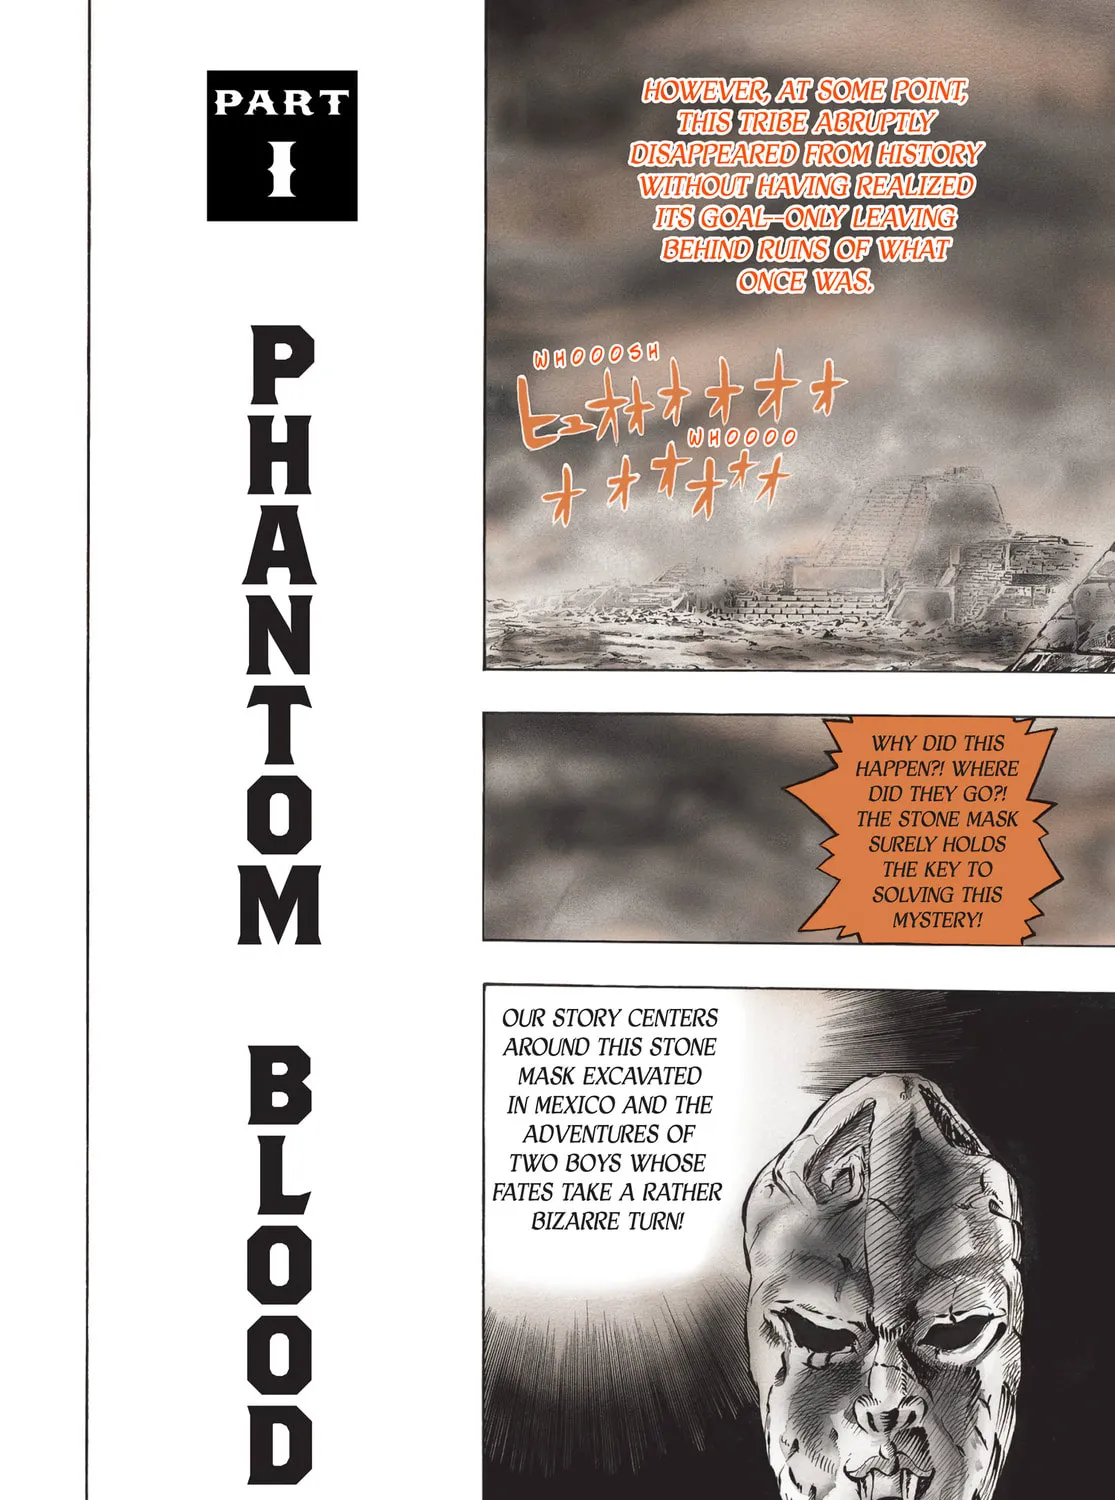 PART
I
PHANTOM
BLOOD
HOWEVER, AT SOME POINT,
THIS TRIBE ABRUPTLY
DISAPPEARED FROM HISTORY
WITHOUT HAVING REALIZED
ITS GOAL--ONLY LEAVING
BEHIND RUINS OF WHAT
ONCE WAS.
WHOOOSH
ヒュオオオオオオ
WHOOOO
オオオオオオ
WHY DID THIS
HAPPEN?! WHERE
DID THEY GO?!
THE STONE MASK
SURELY HOLDS
THE KEY TO
SOLVING THIS
MYSTERY!
OUR STORY CENTERS
AROUND THIS STONE
MASK EXCAVATED
IN MEXICO AND THE
ADVENTURES OF
TWO BOYS WHOSE
FATES TAKE A RATHER
BIZARRE TURN!